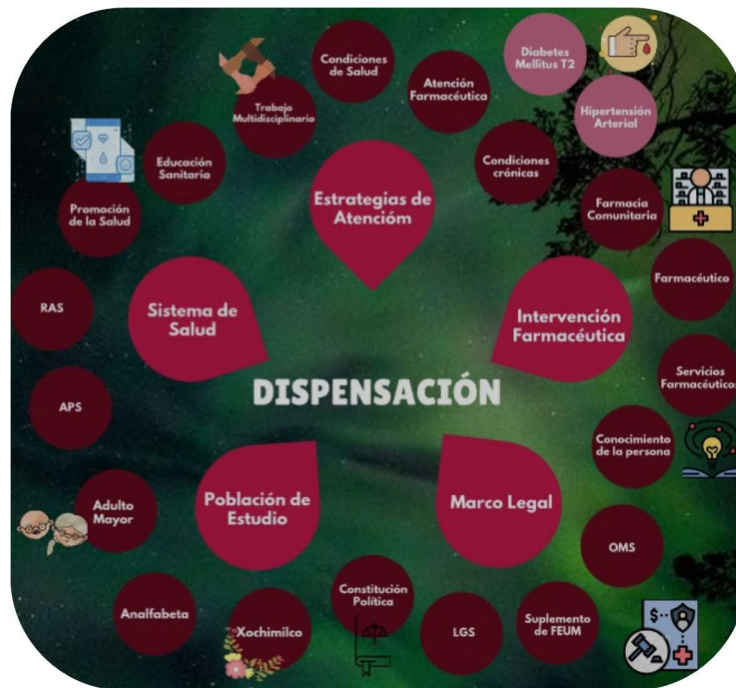 Condiciones
de Salud
Atención
Farmacéutica
Diabetes
Mellitus T2
Hipertensión
Arterial
Trabajo
Multidisciplinario
Educación
Sanitaria
Condiciones
crónicas
Promoción
de la Salud
Estrategias de
Atencióm
Farmacia
Comunitaria
RAS
Sistema de
Salud
Intervención
Farmacéutica
Farmacéutico
DISPENSACIÓN
Servicios
Farmacéuticos
APS
Conocimiento
de la persona
Adulto
Mayor
Población de
Estudio
Marco Legal
OMS
Analfabeta
Xochimilco
Constitución
Política
LGS
Suplemento
de FEUM
$